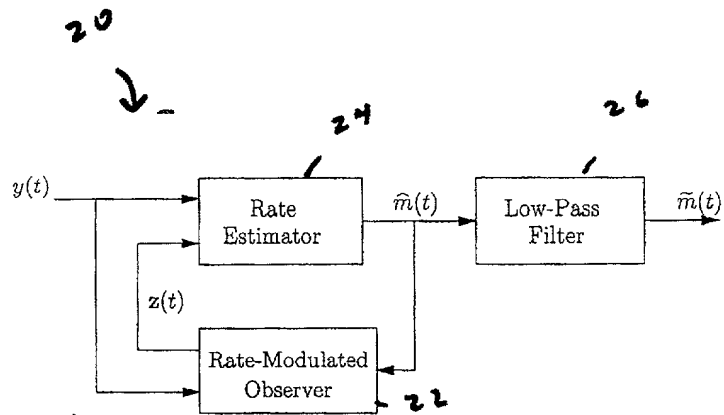 20
24
26
y(t)
Rate
Estimator
m̂(t)
Low-Pass
Filter
m̃(t)
z(t)
Rate-Modulated
Observer
22